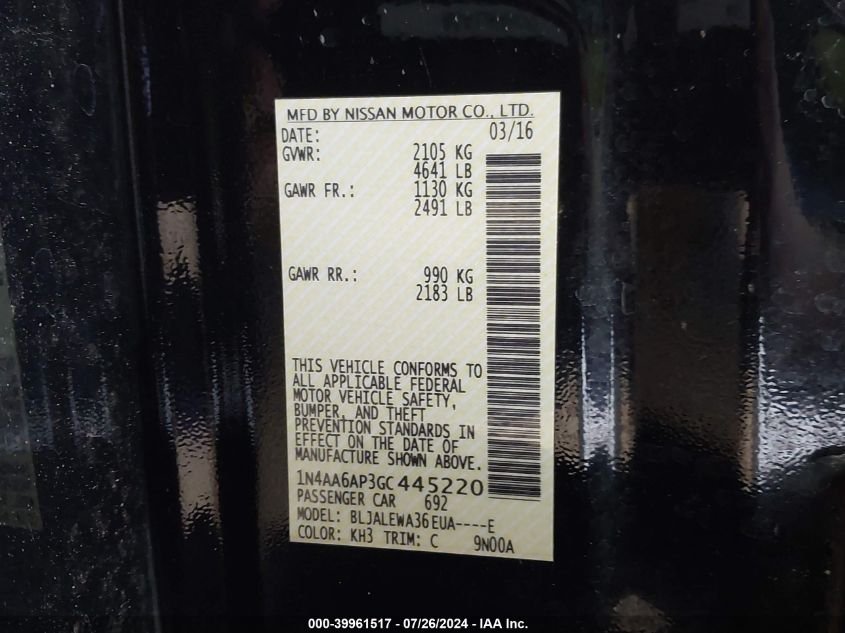 MFD BY NISSAN MOTOR CO., LTD.
DATE: 03/16
GVWR: 2105 KG
4641 LB
GAWR FR.: 1130 KG
2491 LB
GAWR RR.: 990 KG
2183 LB
THIS VEHICLE CONFORMS TO
ALL APPLICABLE FEDERAL
MOTOR VEHICLE SAFETY,
BUMPER, AND THEFT
PREVENTION STANDARDS IN
EFFECT ON THE DATE OF
MANUFACTURE SHOWN ABOVE.
1N4AA6AP3GC445220
PASSENGER CAR 692
MODEL: BLJALEWA36EUA----E
COLOR: KH3 TRIM: C 9N00A
000-39961517 - 07/26/2024 - IAA Inc.